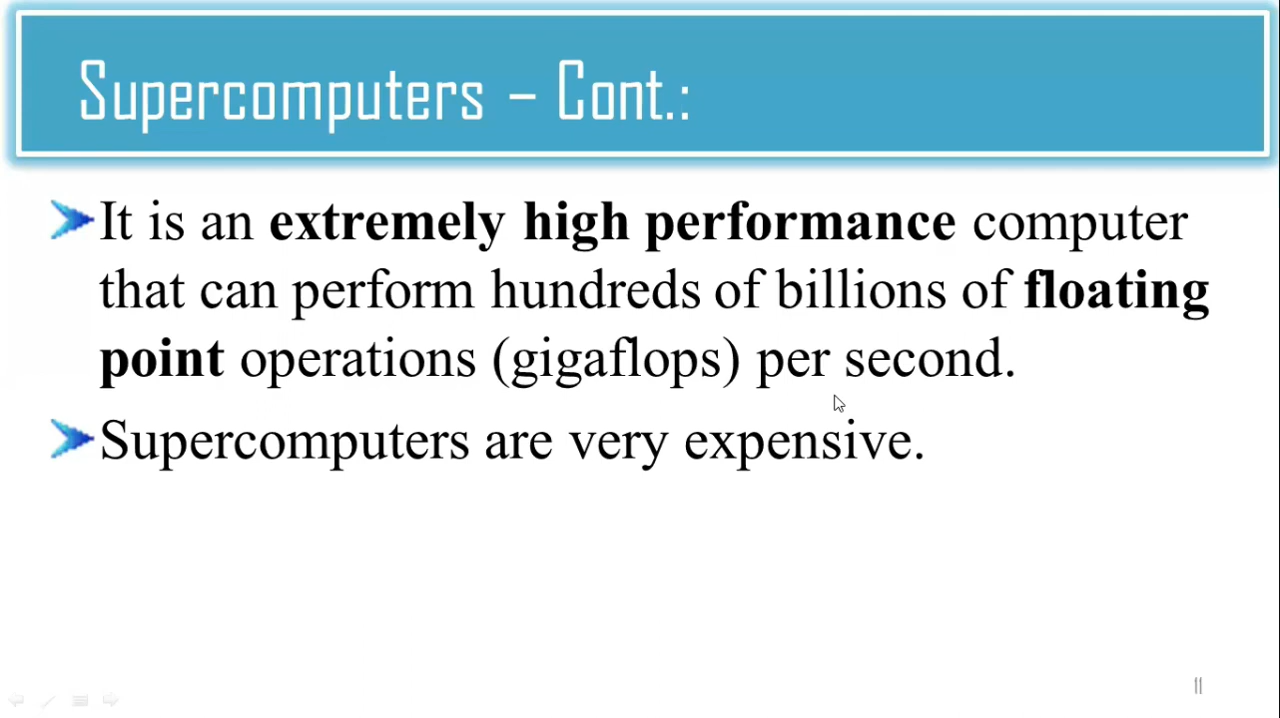 Supercomputers – Cont.:
It is an extremely high performance computer
that can perform hundreds of billions of floating
point operations (gigaflops) per second.
Supercomputers are very expensive.
11